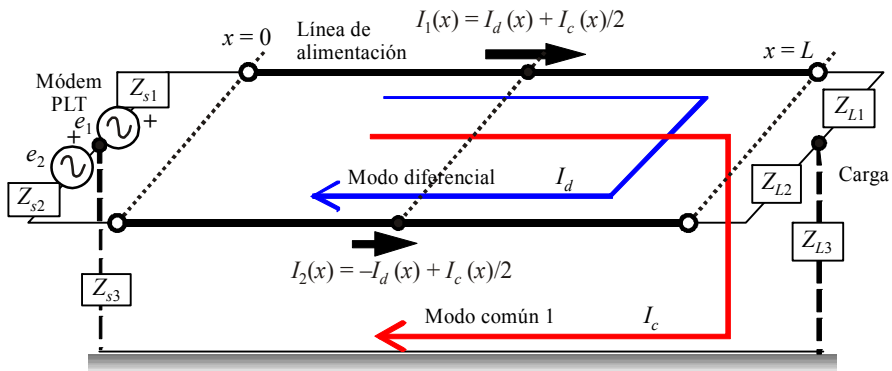 I₁(x) = I_d (x) + I_c (x)/2
x = 0
Línea de
alimentación
x = L
Módem
PLT
Z_s1
e₁
+
+
e₂
Z_s2
Z_L1
Z_L2
Carga
Modo diferencial
I_d
Z_L3
I₂(x) = –I_d (x) + I_c (x)/2
Z_s3
Modo común 1
I_c